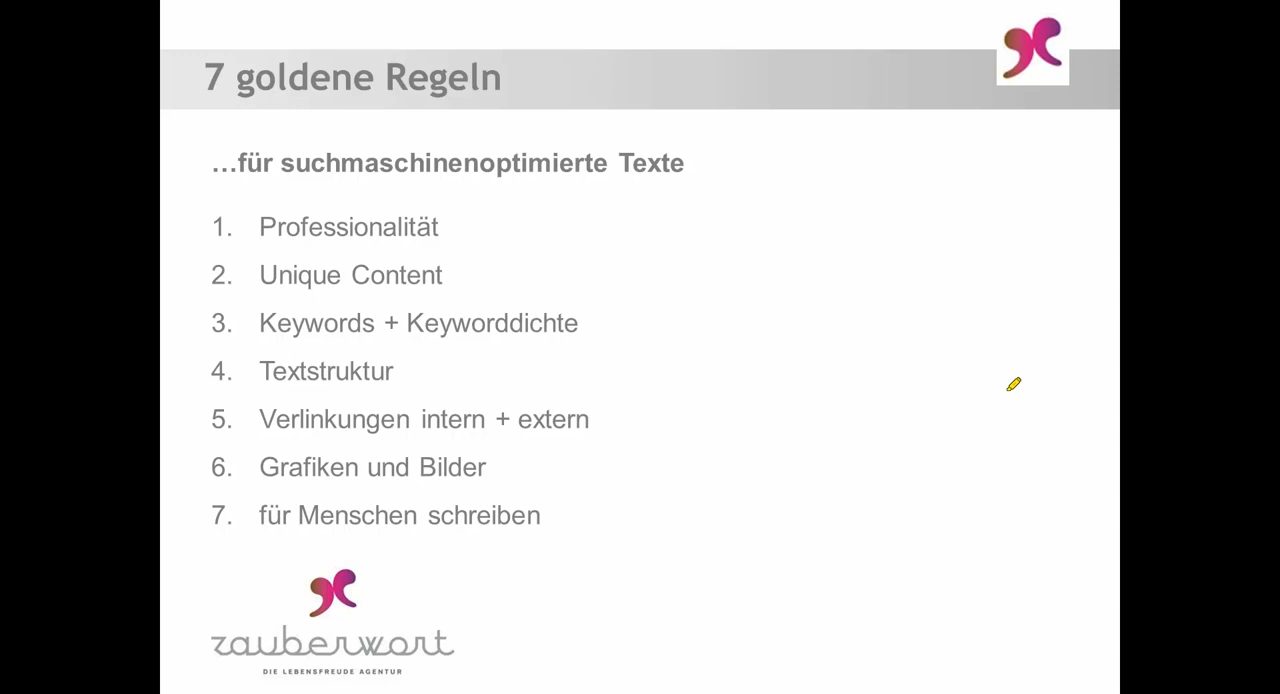 7 goldene Regeln
…für suchmaschinenoptimierte Texte
1. Professionalität
2. Unique Content
3. Keywords + Keyworddichte
4. Textstruktur
5. Verlinkungen intern + extern
6. Grafiken und Bilder
7. für Menschen schreiben
zauberwort
DIE LEBENSFREUDE AGENTUR